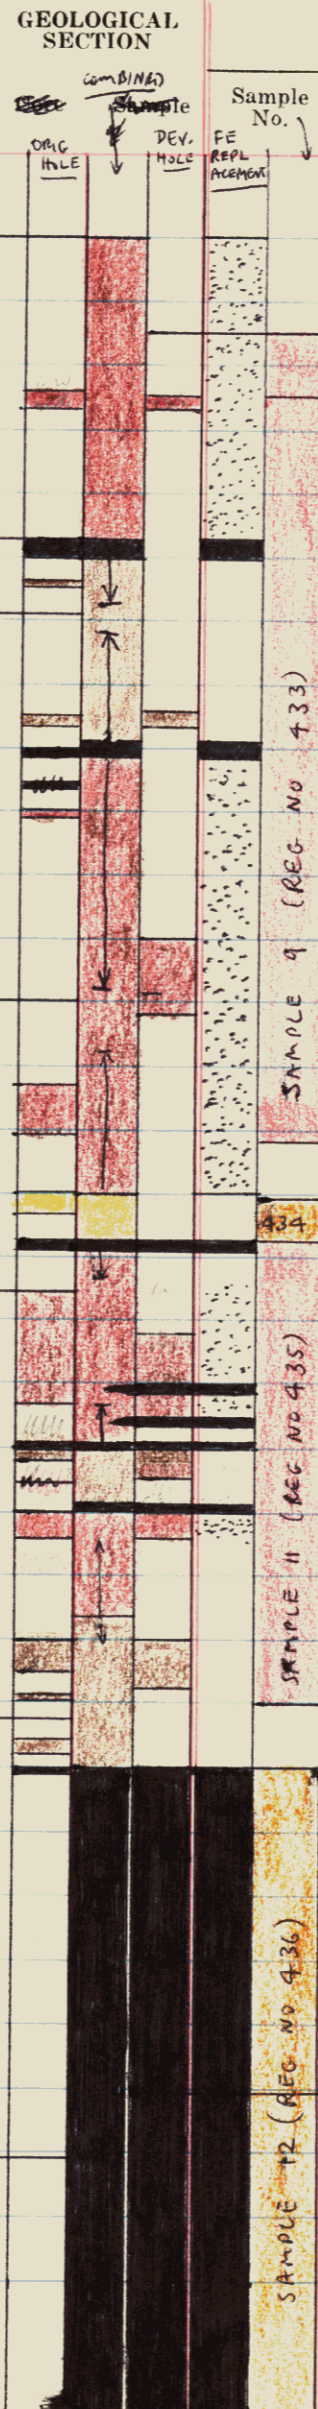 GEOLOGICAL
SECTION
COMBINED
Sample
Sample
No.
ORIG
HOLE
DEV.
HOLE
FE
REPL
ACEMENT
SAMPLE 9 (REG NO 433)
434
SAMPLE 11 (REG NO 435)
SAMPLE 12 (REG NO 436)